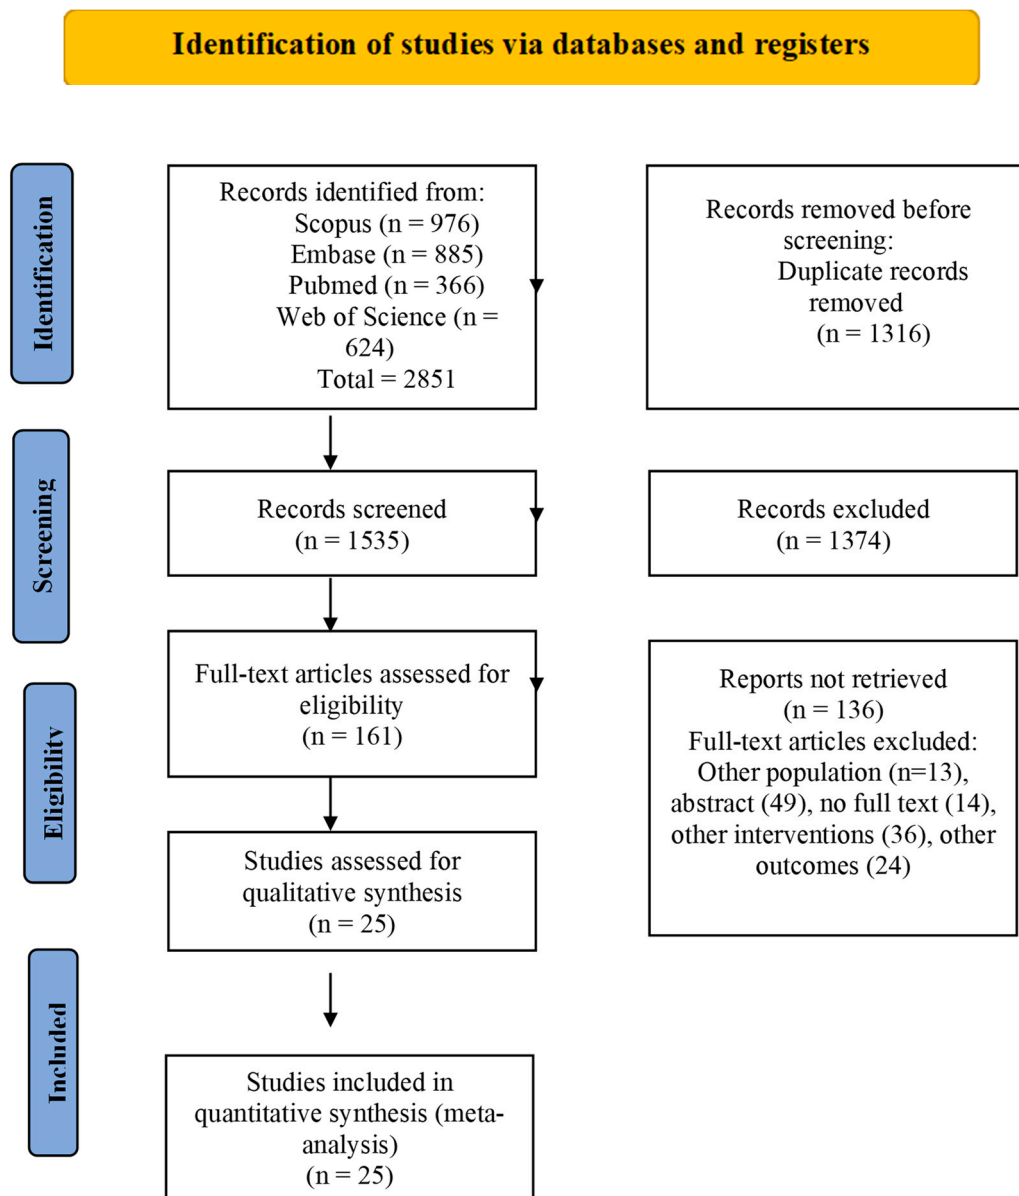 Identification of studies via databases and registers
Identification
Records identified from:
Scopus (n = 976)
Embase (n = 885)
Pubmed (n = 366)
Web of Science (n =
624)
Total = 2851
Records removed before
screening:
Duplicate records
removed
(n = 1316)
Screening
Records screened
(n = 1535)
Records excluded
(n = 1374)
Eligibility
Full-text articles assessed for
eligibility
(n = 161)
Reports not retrieved
(n = 136)
Full-text articles excluded:
Other population (n=13),
abstract (49), no full text (14),
other interventions (36), other
outcomes (24)
Studies assessed for
qualitative synthesis
(n = 25)
Included
Studies included in
quantitative synthesis (meta-
analysis)
(n = 25)